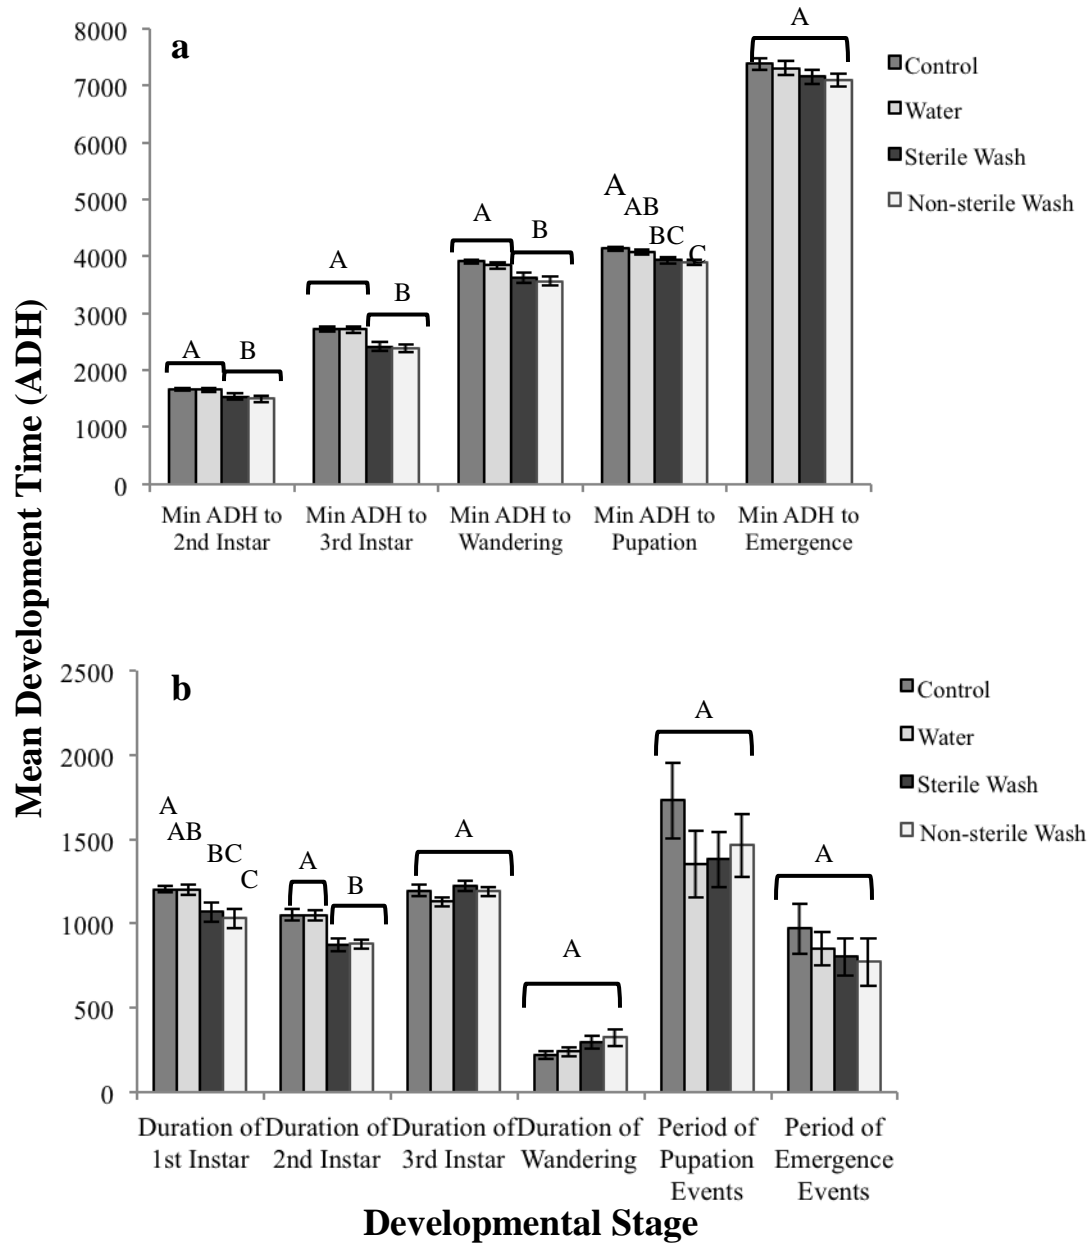 Mean Development Time (ADH)
a
8000
7000
6000
5000
4000
3000
2000
1000
0
A
B
A
B
A
B
A
AB
BC
C
A
Control
Water
Sterile Wash
Non-sterile Wash
Min ADH to
2nd Instar
Min ADH to
3rd Instar
Min ADH to
Wandering
Min ADH to
Pupation
Min ADH to
Emergence
b
2500
2000
1500
1000
500
0
A
AB
BC
C
A
B
A
A
A
A
Control
Water
Sterile Wash
Non-sterile Wash
Duration of
1st Instar
Duration of
2nd Instar
Duration of
3rd Instar
Duration of
Wandering
Period of
Pupation
Events
Period of
Emergence
Events
Developmental Stage